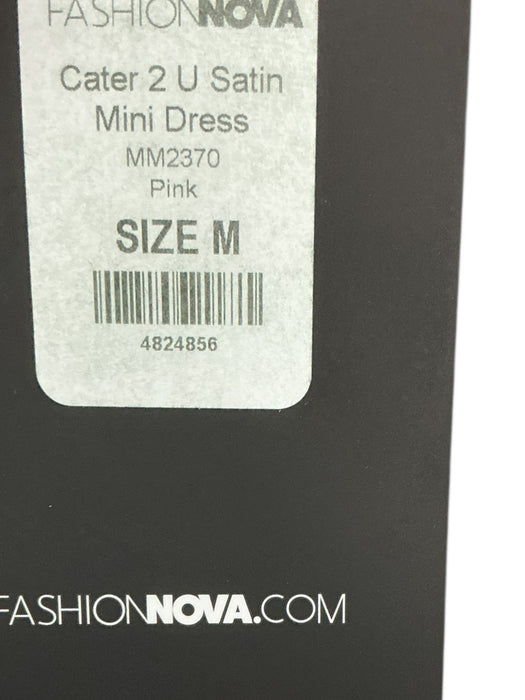 FASHIONNOVA
Cater 2 U Satin
Mini Dress
MM2370
Pink
SIZE M
4824856
FASHIONNOVA.COM